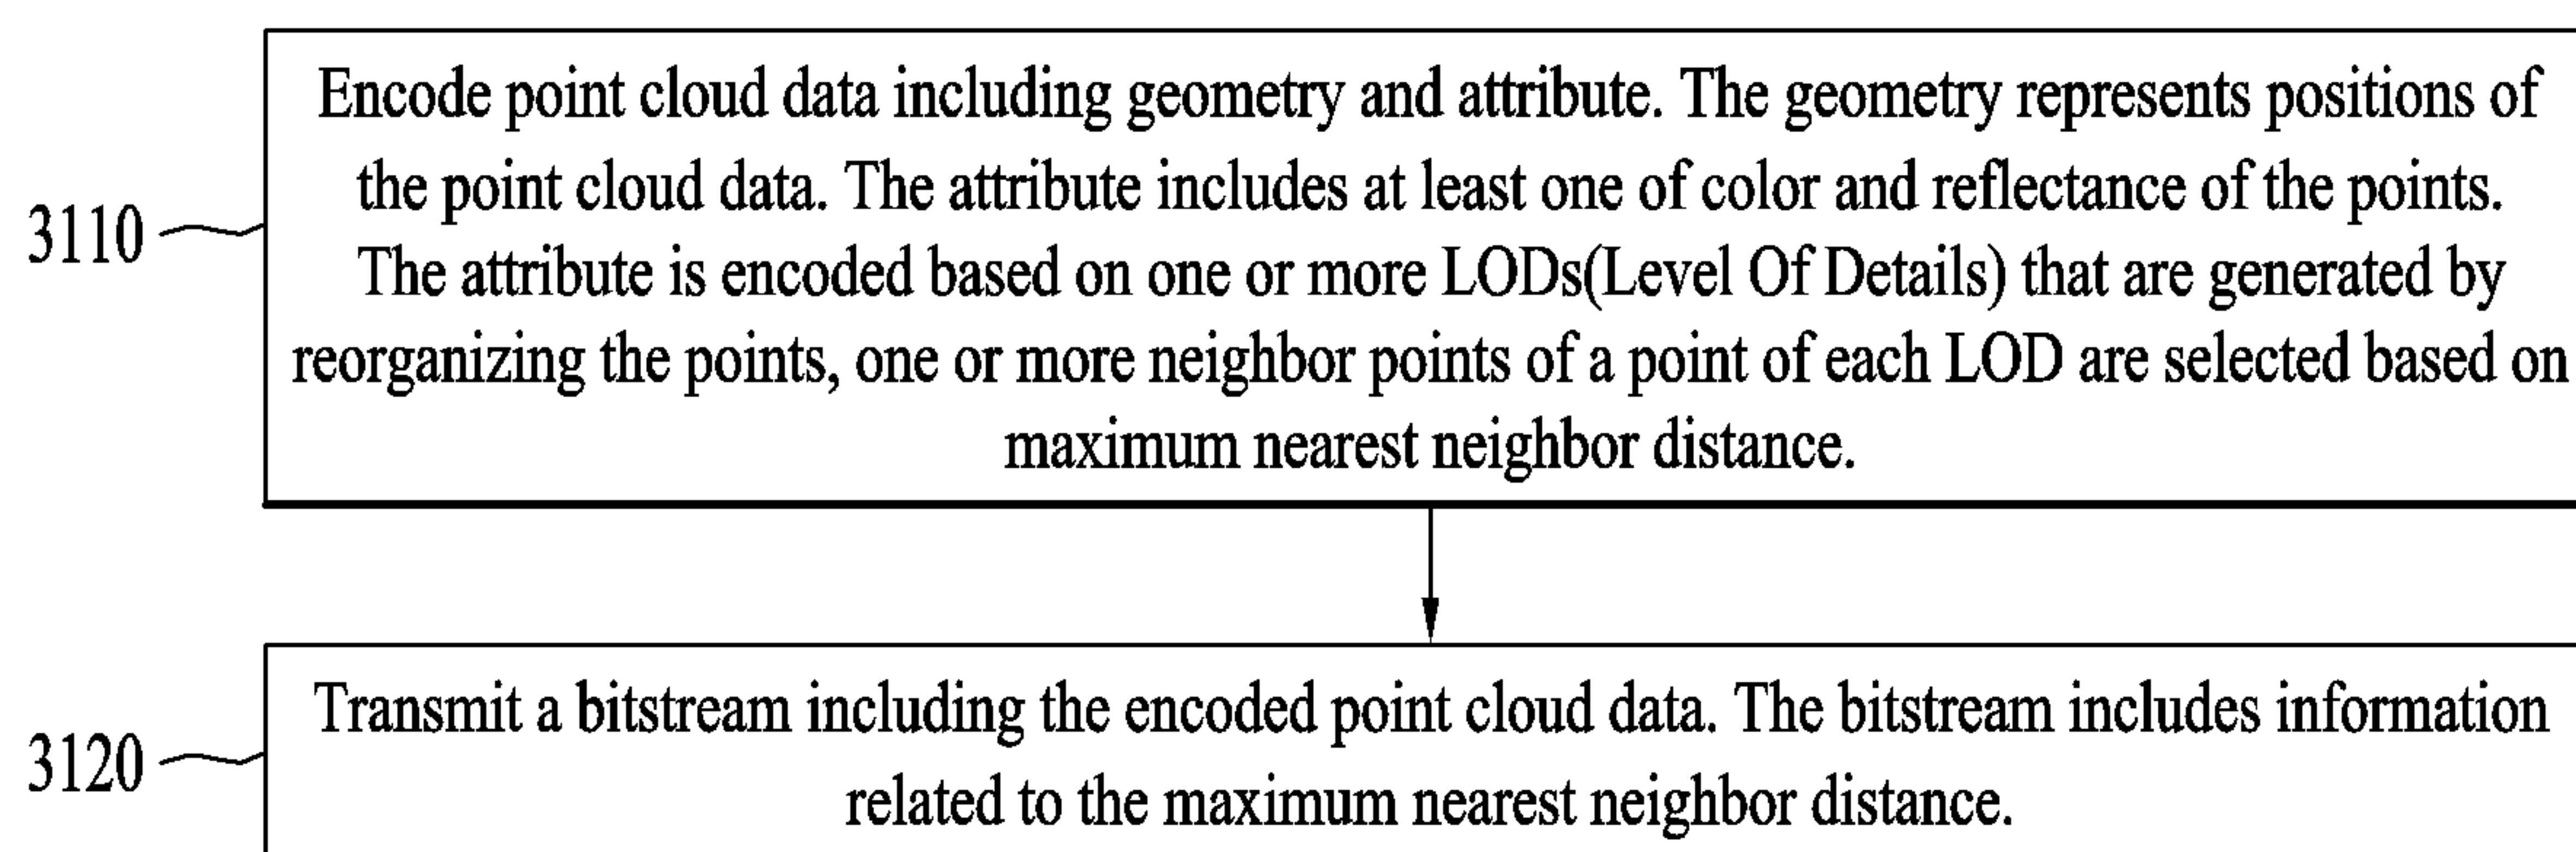 Encode point cloud data including geometry and attribute. The geometry represents positions of
the point cloud data. The attribute includes at least one of color and reflectance of the points.
3110
The attribute is encoded based on one or more LODs(Level Of Details) that are generated by
reorganizing the points, one or more neighbor points of a point of each LOD are selected based on
maximum nearest neighbor distance.
Transmit a bitstream including the encoded point cloud data. The bitstream includes information
3120
related to the maximum nearest neighbor distance.